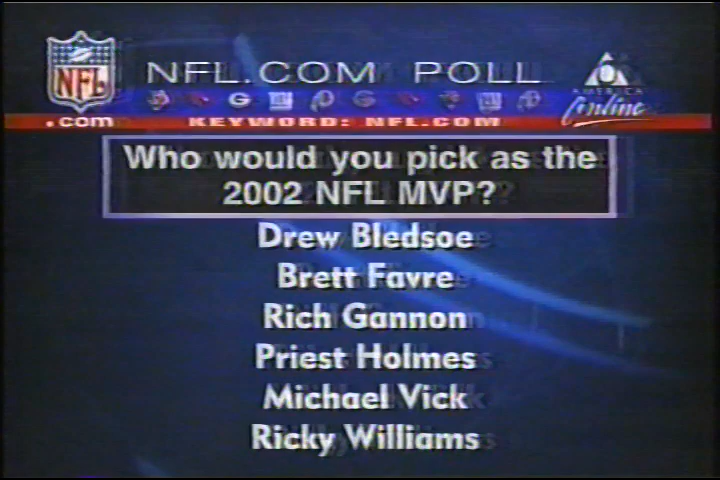 NFL
.com
NFL.COM POLL
AMERICA
Online
KEYWORD: NFL.COM
Who would you pick as the
2002 NFL MVP?
Drew Bledsoe
Brett Favre
Rich Gannon
Priest Holmes
Michael Vick
Ricky Williams